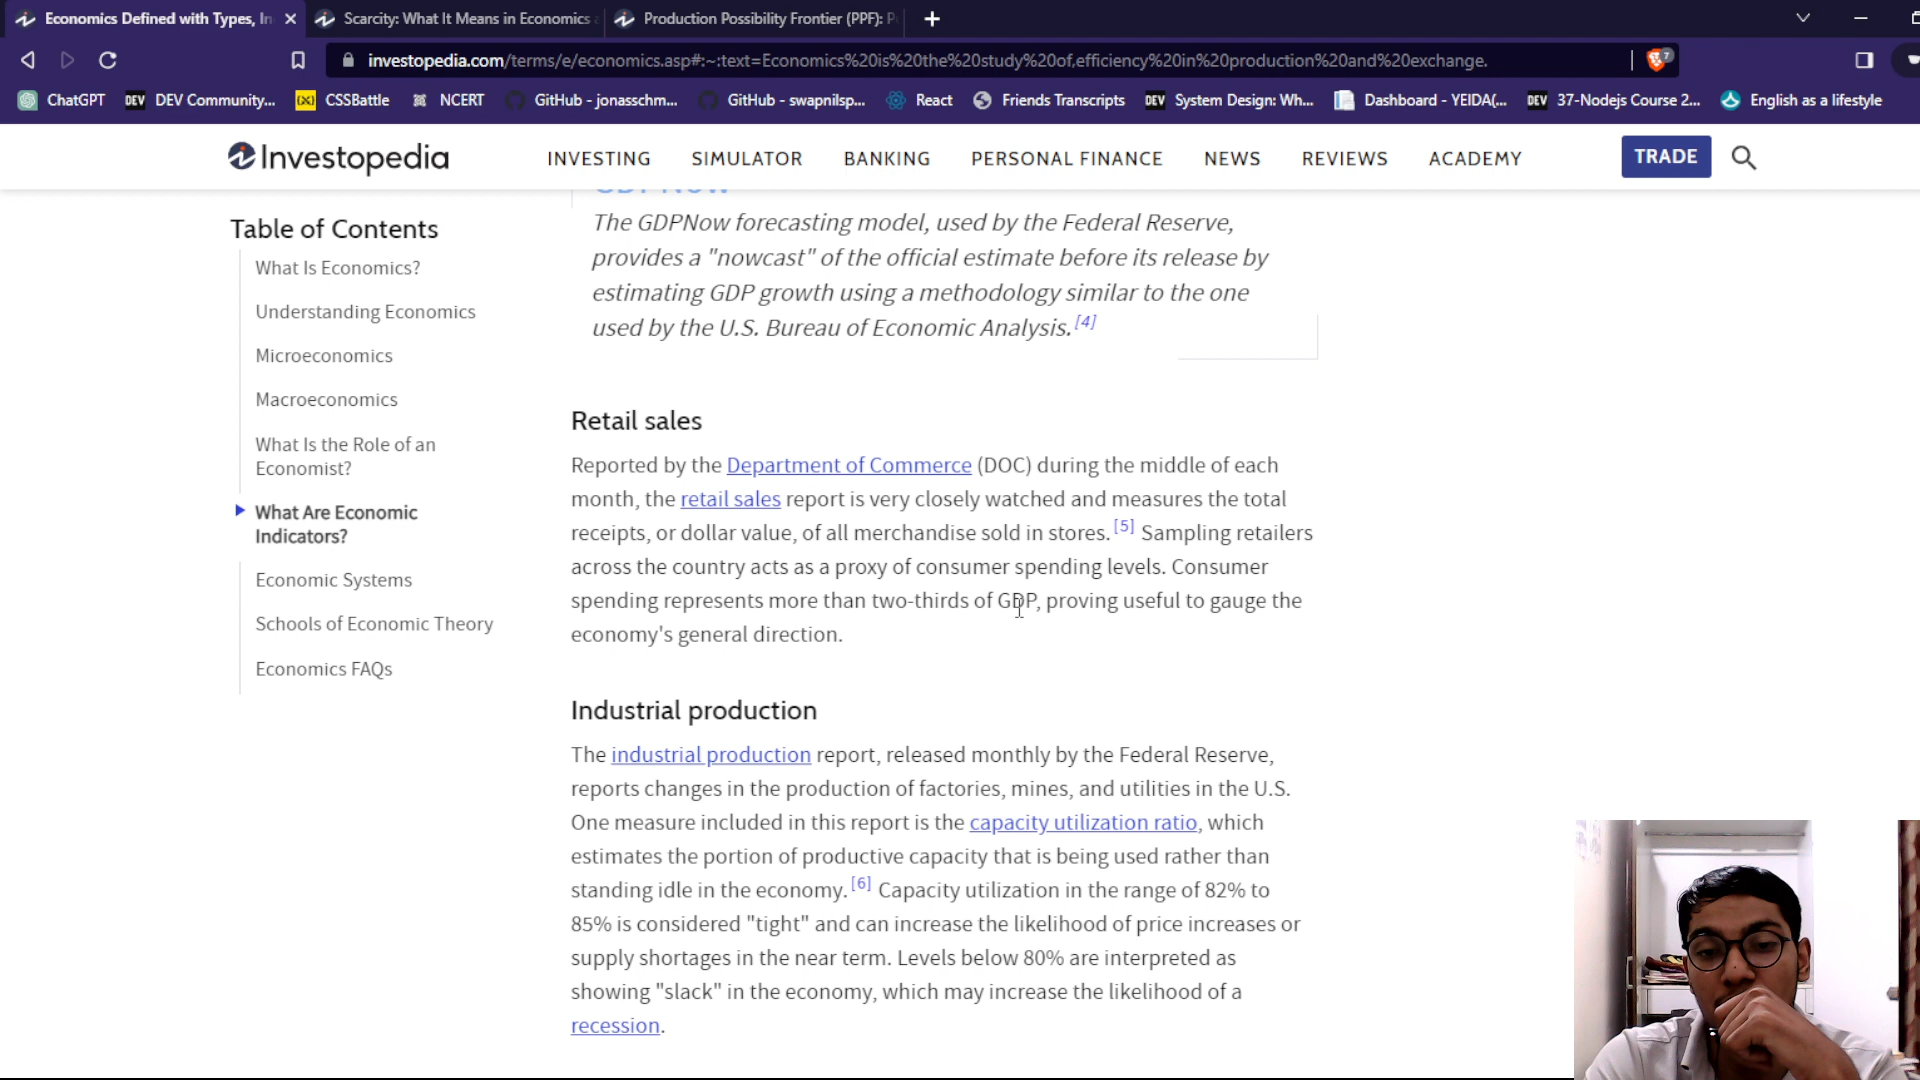 Economics Defined with Types, In
Scarcity: What It Means in Economics
Production Possibility Frontier (PPF): P
investopedia.com/terms/e/economics.asp#:~:text=Economics%20is%20the%20study%20of,efficiency%20in%20production%20and%20exchange.
7
ChatGPT
DEV DEV Community...
CSSBattle
NCERT
GitHub - jonasschm...
GitHub - swapnilsp...
React
Friends Transcripts
DEV System Design: Wh...
Dashboard - YEIDA(...
DEV 37-Nodejs Course 2...
English as a lifestyle
Investopedia
INVESTING
SIMULATOR
BANKING
PERSONAL FINANCE
NEWS
REVIEWS
ACADEMY
TRADE
Table of Contents
What Is Economics?
Understanding Economics
Microeconomics
Macroeconomics
What Is the Role of an
Economist?
What Are Economic
Indicators?
Economic Systems
Schools of Economic Theory
Economics FAQs
The GDPNow forecasting model, used by the Federal Reserve,
provides a "nowcast" of the official estimate before its release by
estimating GDP growth using a methodology similar to the one
used by the U.S. Bureau of Economic Analysis. [4]
Retail sales
Reported by the Department of Commerce (DOC) during the middle of each
month, the retail sales report is very closely watched and measures the total
receipts, or dollar value, of all merchandise sold in stores. [5] Sampling retailers
across the country acts as a proxy of consumer spending levels. Consumer
spending represents more than two-thirds of GDP, proving useful to gauge the
economy's general direction.
Industrial production
The industrial production report, released monthly by the Federal Reserve,
reports changes in the production of factories, mines, and utilities in the U.S.
One measure included in this report is the capacity utilization ratio, which
estimates the portion of productive capacity that is being used rather than
standing idle in the economy. [6] Capacity utilization in the range of 82% to
85% is considered "tight" and can increase the likelihood of price increases or
supply shortages in the near term. Levels below 80% are interpreted as
showing "slack" in the economy, which may increase the likelihood of a
recession.